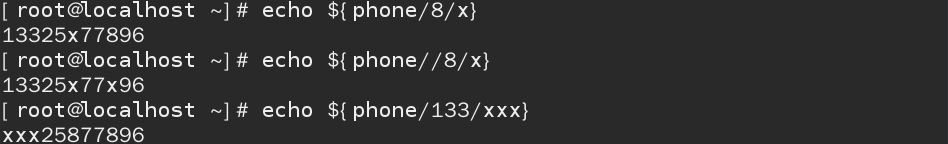 [root@localhost ~]# echo ${phone/8/x}
13325x77896
[root@localhost ~]# echo ${phone//8/x}
13325x77x96
[root@localhost ~]# echo ${phone/133/xxx}
xxx25877896